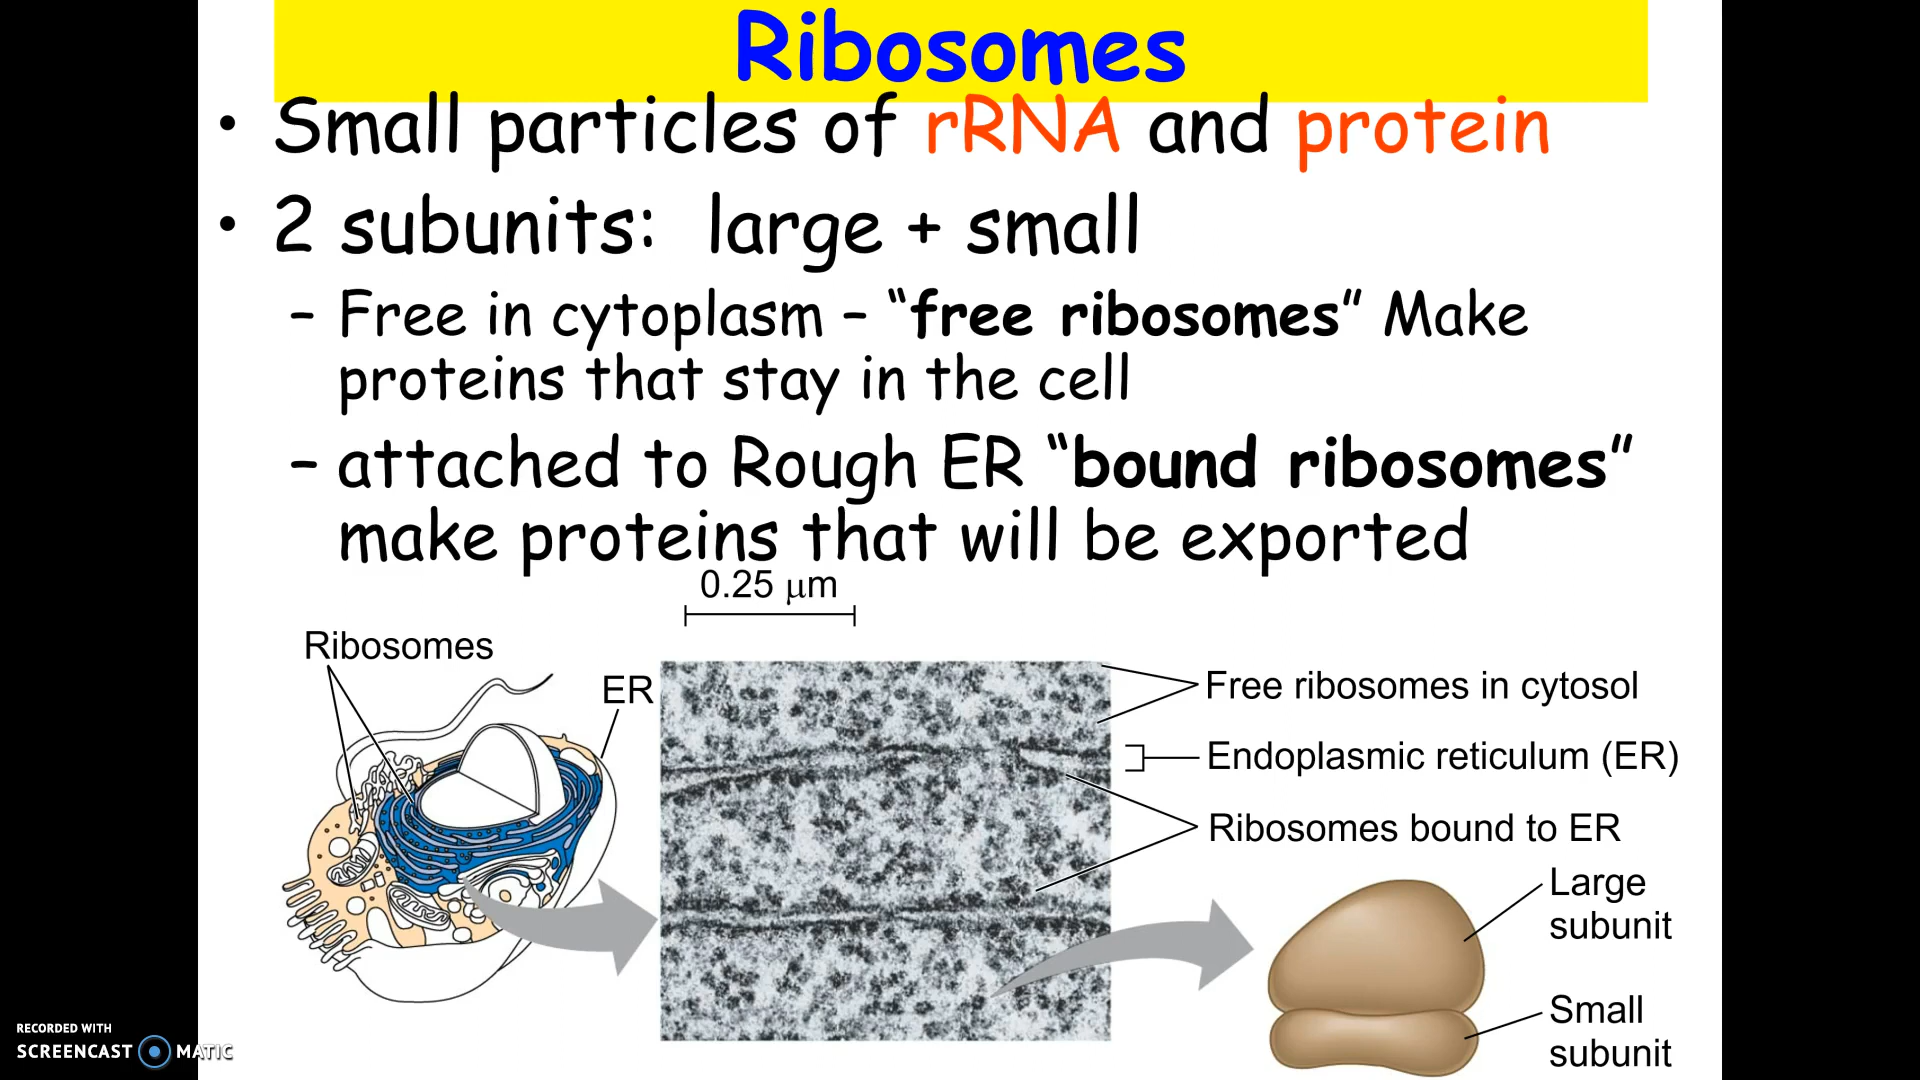 Ribosomes
• Small particles of rRNA and protein
• 2 subunits: large + small
– Free in cytoplasm – “free ribosomes” Make
proteins that stay in the cell
– attached to Rough ER “bound ribosomes”
make proteins that will be exported
0.25 μm
Ribosomes
ER
Free ribosomes in cytosol
Endoplasmic reticulum (ER)
Ribosomes bound to ER
Large
subunit
Small
subunit
RECORDED WITH
SCREENCAST MATIC